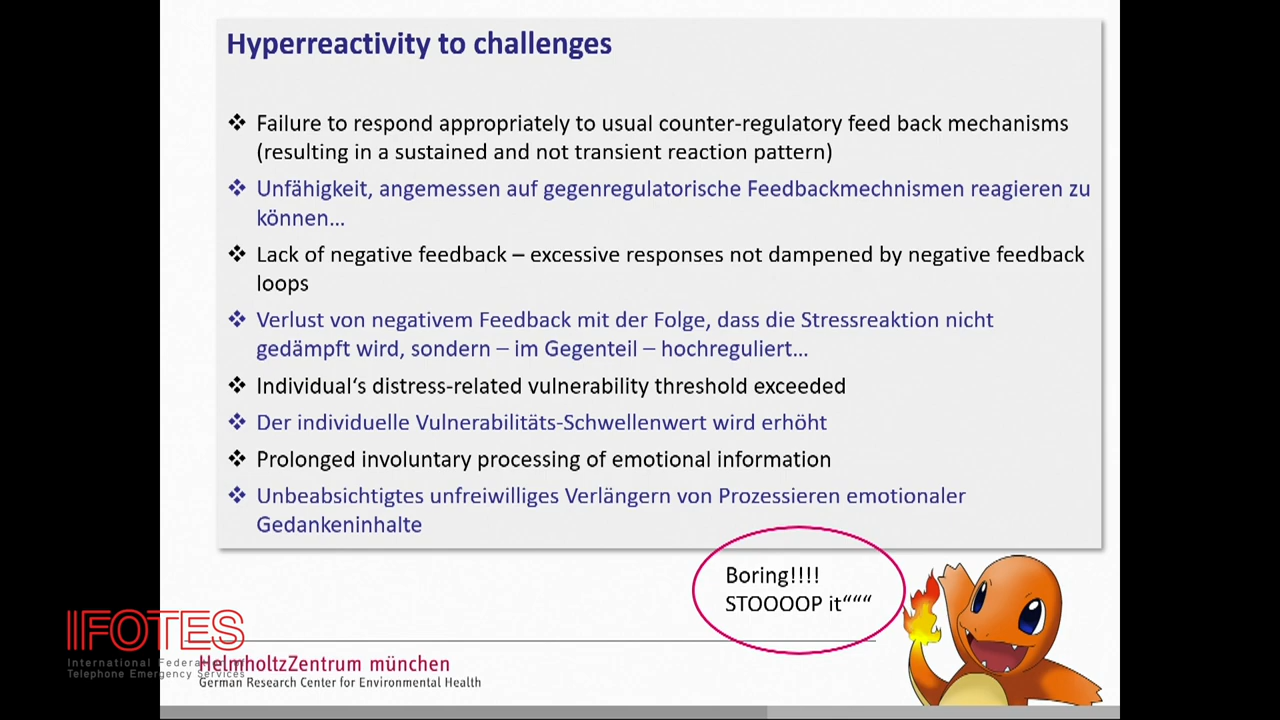 Hyperreactivity to challenges
❖ Failure to respond appropriately to usual counter-regulatory feed back mechanisms
(resulting in a sustained and not transient reaction pattern)
❖ Unfähigkeit, angemessen auf gegenregulatorische Feedbackmechnismen reagieren zu
können…
❖ Lack of negative feedback – excessive responses not dampened by negative feedback
loops
❖ Verlust von negativem Feedback mit der Folge, dass die Stressreaktion nicht
gedämpft wird, sondern – im Gegenteil – hochreguliert…
❖ Individual‘s distress-related vulnerability threshold exceeded
❖ Der individuelle Vulnerabilitäts-Schwellenwert wird erhöht
❖ Prolonged involuntary processing of emotional information
❖ Unbeabsichtigtes unfreiwilliges Verlängern von Prozessieren emotionaler
Gedankeninhalte
Boring!!!!
STOOOOP it“““
IFOTES
International Federation of
Telephone Emergency Services
HelmholtzZentrum münchen
German Research Center for Environmental Health